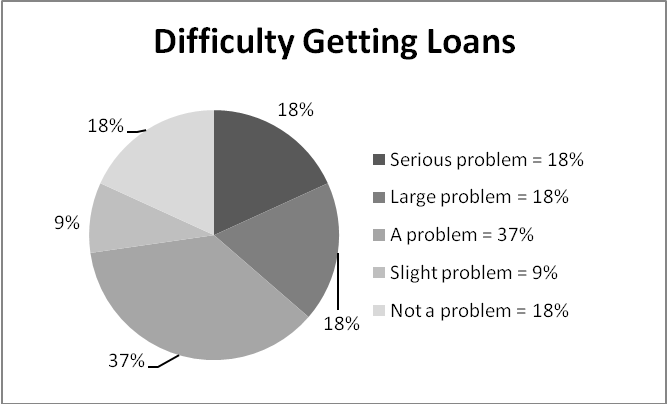 Difficulty Getting Loans
18%
18%
9%
18%
37%
Serious problem = 18%
Large problem = 18%
A problem = 37%
Slight problem = 9%
Not a problem = 18%